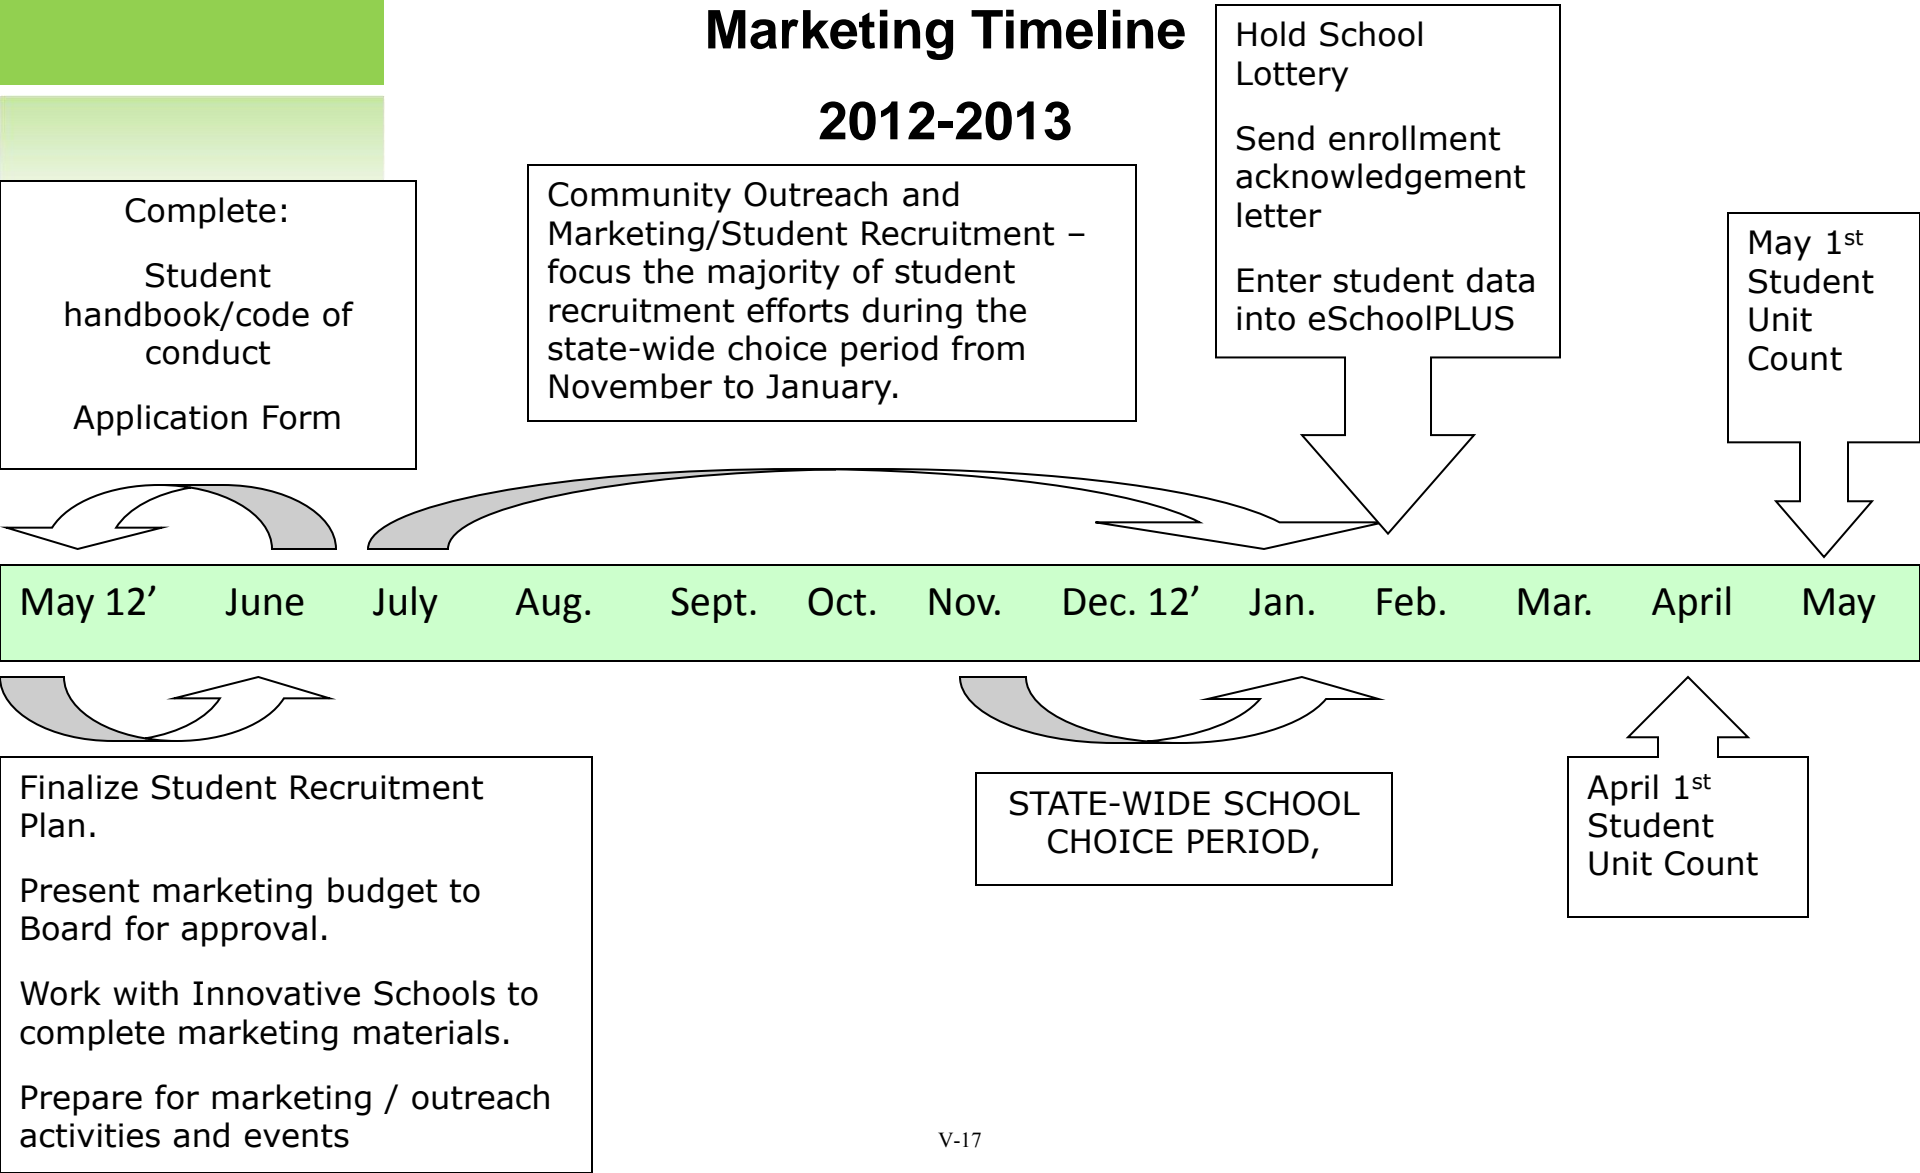 Marketing Timeline
2012-2013
Hold School
Lottery
Send enrollment
acknowledgement
letter
Enter student data
into eSchoolPLUS
Complete:
Student
handbook/code of
conduct
Application Form
Community Outreach and
Marketing/Student Recruitment –
focus the majority of student
recruitment efforts during the
state-wide choice period from
November to January.
May 1st
Student
Unit
Count
May 12’ June July Aug. Sept. Oct. Nov. Dec. 12’ Jan. Feb. Mar. April May
Finalize Student Recruitment
Plan.
Present marketing budget to
Board for approval.
Work with Innovative Schools to
complete marketing materials.
Prepare for marketing / outreach
activities and events
STATE-WIDE SCHOOL
CHOICE PERIOD,
April 1st
Student
Unit Count
V-17